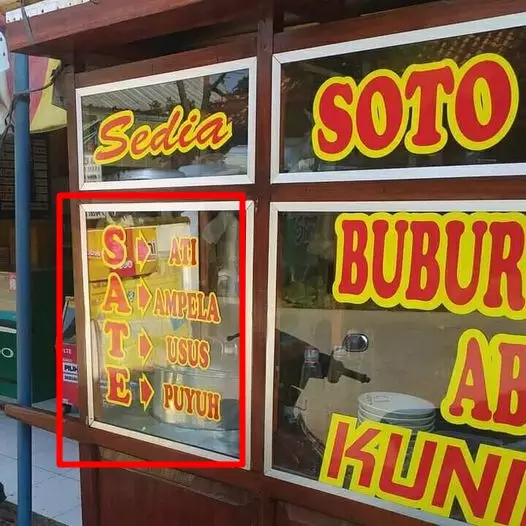 Sedia
SOTO
S ATI
A AMPELA
T USUS
E PUYUH
BUBUR
AB
KUNI